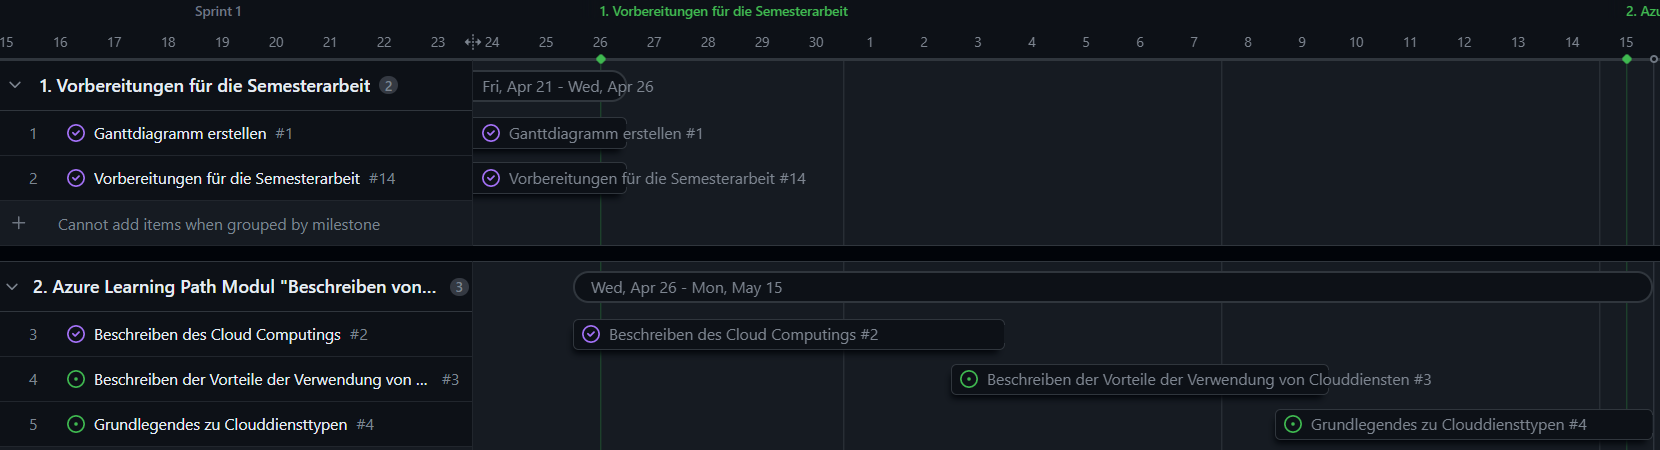 Sprint 1
1. Vorbereitungen für die Semesterarbeit
2. Azu
15 16 17 18 19 20 21 22 23 24 25 26 27 28 29 30 1 2 3 4 5 6 7 8 9 10 11 12 13 14 15
1. Vorbereitungen für die Semesterarbeit 2
Fri, Apr 21 - Wed, Apr 26
1 Ganttdiagramm erstellen #1
Ganttdiagramm erstellen #1
2 Vorbereitungen für die Semesterarbeit #14
Vorbereitungen für die Semesterarbeit #14
Cannot add items when grouped by milestone
2. Azure Learning Path Modul "Beschreiben von... 3
Wed, Apr 26 - Mon, May 15
3 Beschreiben des Cloud Computings #2
Beschreiben des Cloud Computings #2
4 Beschreiben der Vorteile der Verwendung von ... #3
Beschreiben der Vorteile der Verwendung von Clouddiensten #3
5 Grundlegendes zu Clouddiensttypen #4
Grundlegendes zu Clouddiensttypen #4